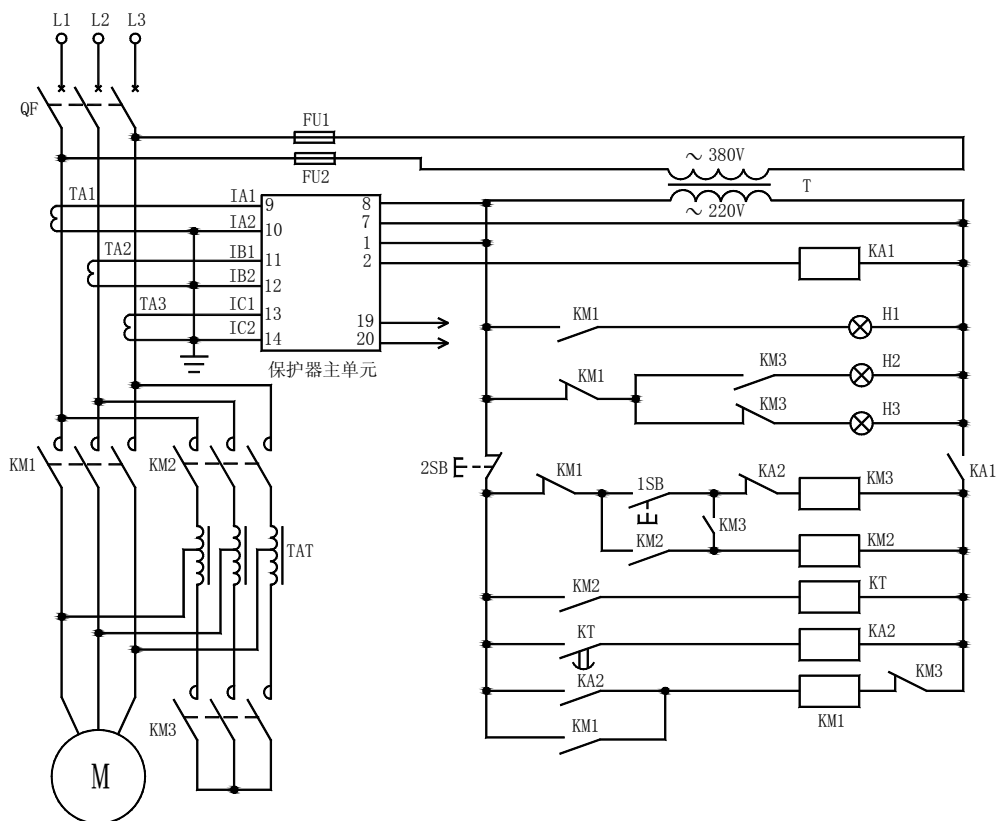 L1 L2 L3
QF
FU1
FU2
～380V
T
～220V
TA1
TA2
TA3
IA1
IA2
IB1
IB2
IC1
IC2
9
10
11
12
13
14
8
7
1
2
19
20
保护器主单元
KA1
KM1 H1
KM3 H2
KM1
KM3 H3
KM1 KM2
2SB
KM1 1SB KA2 KM3 KA1
KM3
KM2 KM2
TAT
KM2 KT
KT KA2
KA2 KM3
KM1
KM1
KM3
M